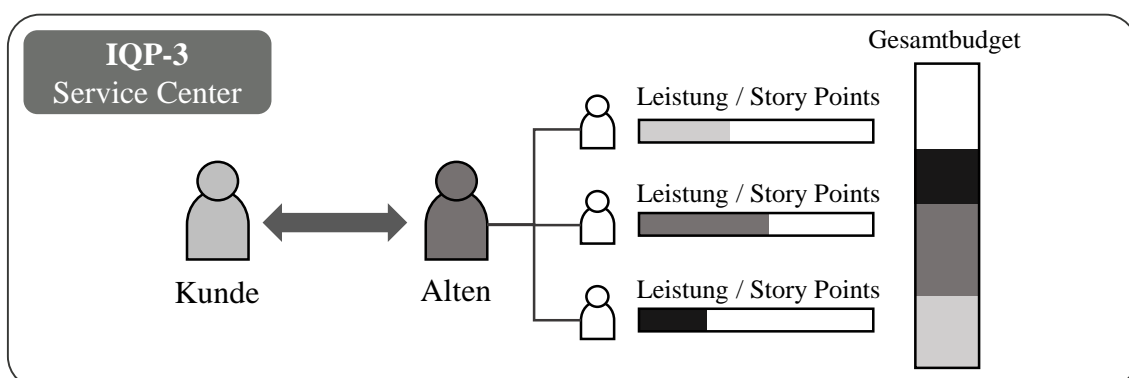 IQP-3
Service Center
Gesamtbudget
Leistung / Story Points
Leistung / Story Points
Kunde
Alten
Leistung / Story Points